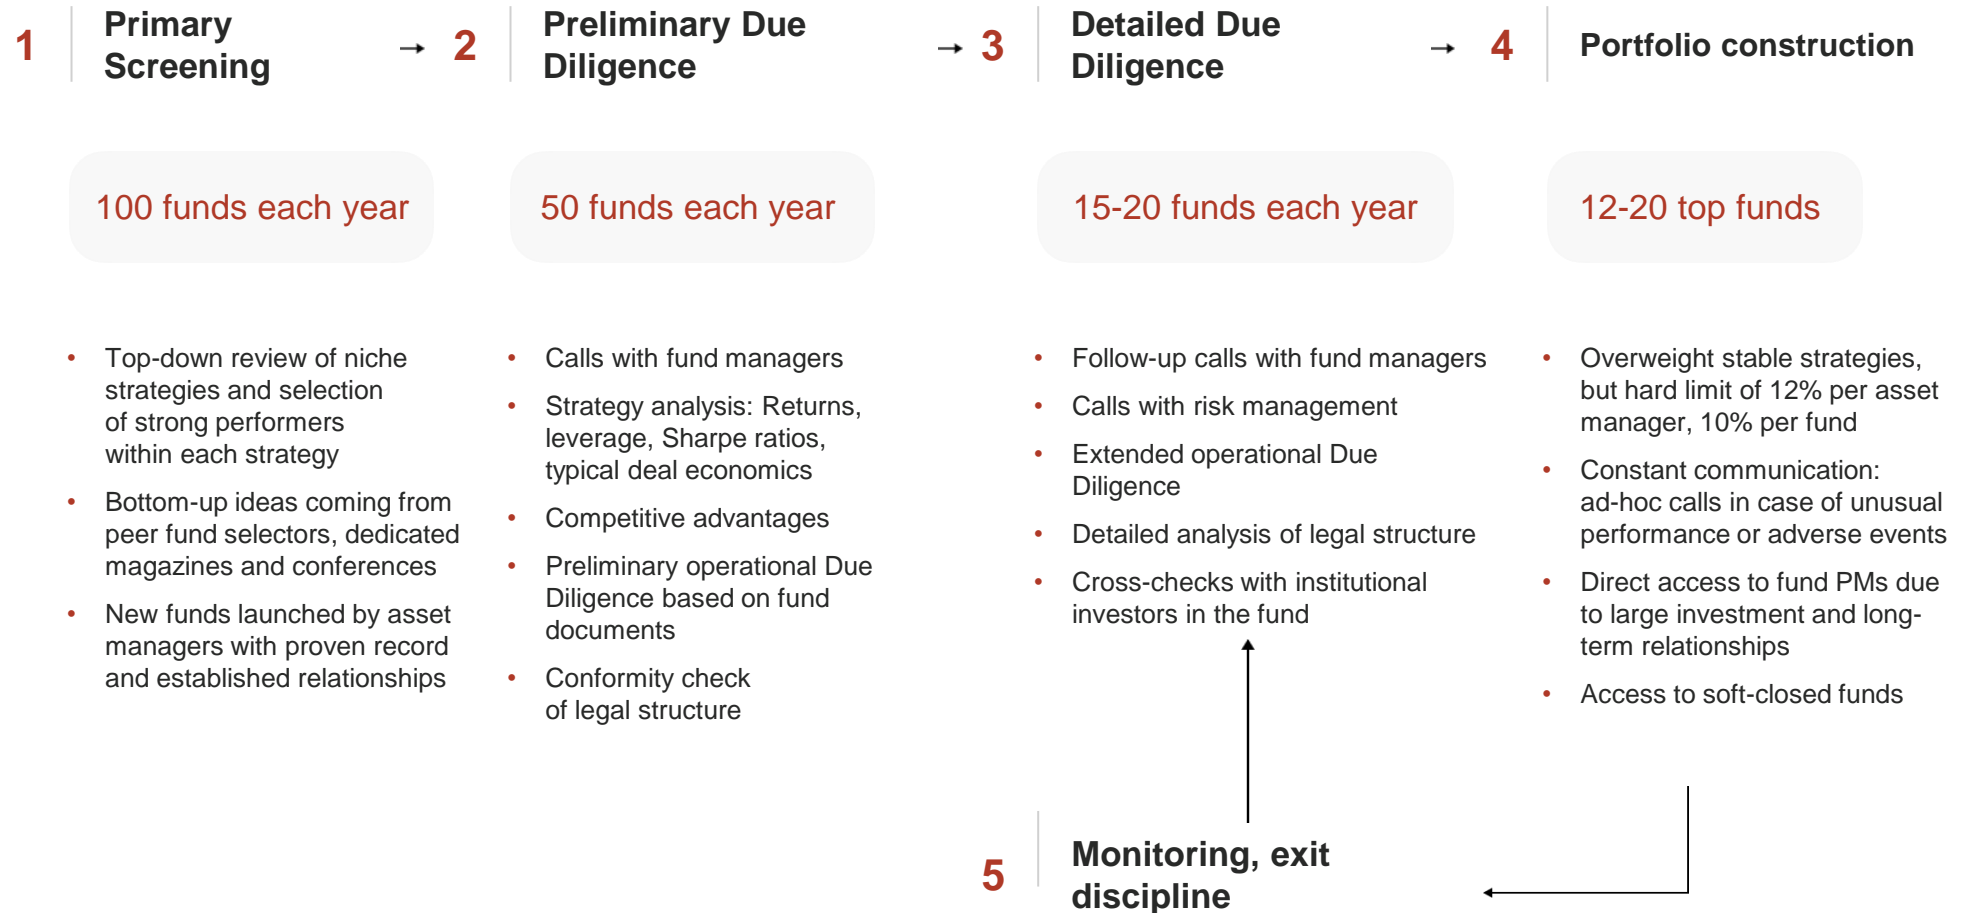 1
Primary
Screening
→
2
Preliminary Due
Diligence
→
3
Detailed Due
Diligence
→
4
Portfolio construction
100 funds each year
50 funds each year
15-20 funds each year
12-20 top funds
• Top-down review of niche
strategies and selection
of strong performers
within each strategy
• Bottom-up ideas coming from
peer fund selectors, dedicated
magazines and conferences
• New funds launched by asset
managers with proven record
and established relationships
• Calls with fund managers
• Strategy analysis: Returns,
leverage, Sharpe ratios,
typical deal economics
• Competitive advantages
• Preliminary operational Due
Diligence based on fund
documents
• Conformity check
of legal structure
• Follow-up calls with fund managers
• Calls with risk management
• Extended operational Due
Diligence
• Detailed analysis of legal structure
• Cross-checks with institutional
investors in the fund
• Overweight stable strategies,
but hard limit of 12% per asset
manager, 10% per fund
• Constant communication:
ad-hoc calls in case of unusual
performance or adverse events
• Direct access to fund PMs due
to large investment and long-
term relationships
• Access to soft-closed funds
5
Monitoring, exit
discipline